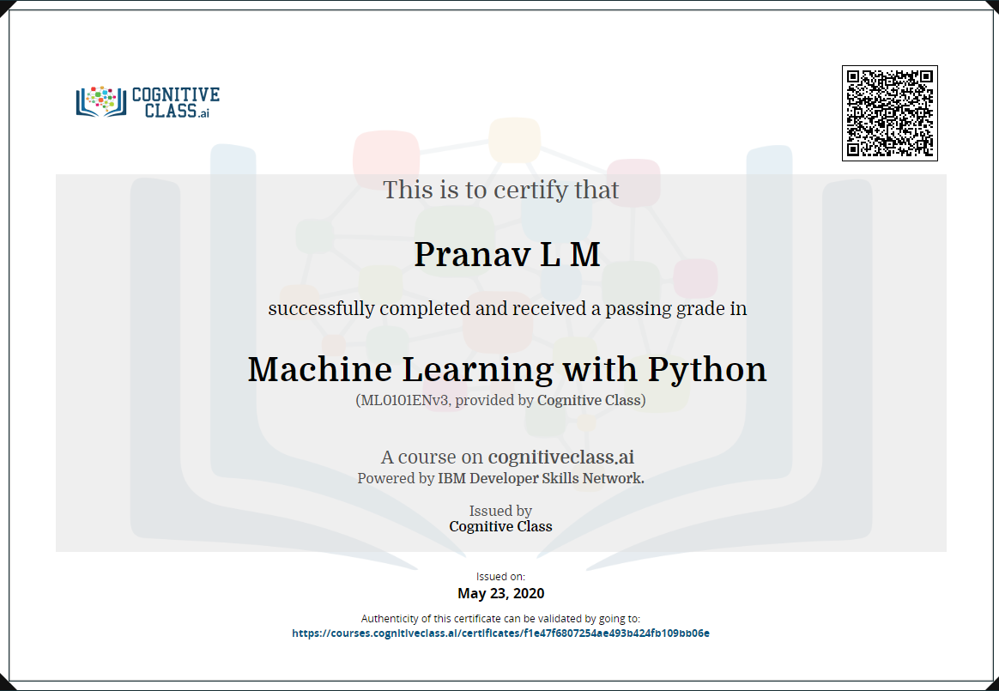 COGNITIVE
CLASS.ai
This is to certify that
Pranav L M
successfully completed and received a passing grade in
Machine Learning with Python
(ML0101ENv3, provided by Cognitive Class)
A course on cognitiveclass.ai
Powered by IBM Developer Skills Network.
Issued by
Cognitive Class
Issued on:
May 23, 2020
Authenticity of this certificate can be validated by going to:
https://courses.cognitiveclass.ai/certificates/f1e47f6807254ae493b424fb109bb06e